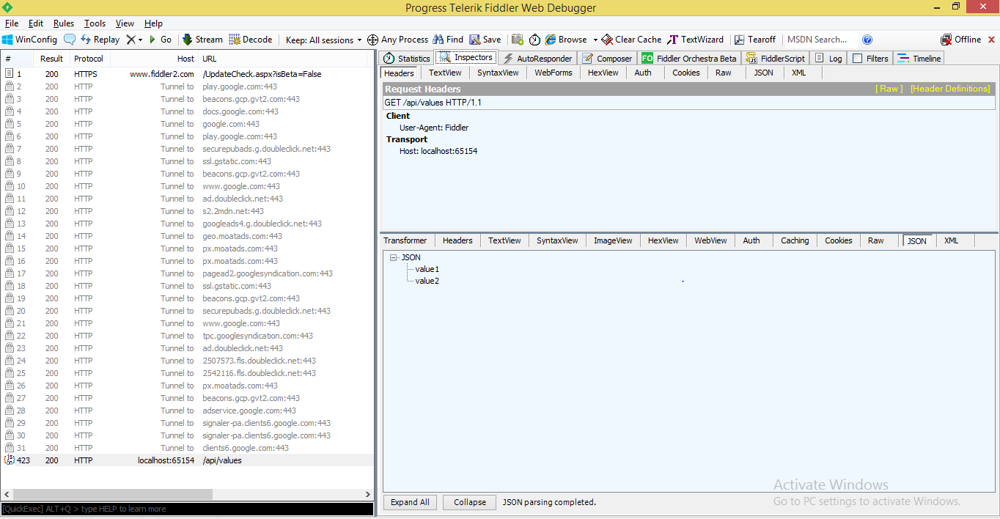 Progress Telerik Fiddler Web Debugger
File Edit Rules Tools View Help
WinConfig Replay Go Stream Decode Keep: All sessions Any Process Find Save Browse Clear Cache TextWizard Tearoff MSDN Search... Offline
# Result Protocol Host URL
1 200 HTTPS www.fiddler2.com /UpdateCheck.aspx?isBeta=False
2 200 HTTP Tunnel to play.google.com:443
3 200 HTTP Tunnel to beacons.gcp.gvt2.com:443
4 200 HTTP Tunnel to docs.google.com:443
5 200 HTTP Tunnel to google.com:443
6 200 HTTP Tunnel to play.google.com:443
7 200 HTTP Tunnel to securepubads.g.doubleclick.net:443
8 200 HTTP Tunnel to ssl.gstatic.com:443
9 200 HTTP Tunnel to beacons.gcp.gvt2.com:443
10 200 HTTP Tunnel to www.google.com:443
11 200 HTTP Tunnel to ad.doubleclick.net:443
12 200 HTTP Tunnel to s2.2mdn.net:443
13 200 HTTP Tunnel to googleads4.g.doubleclick.net:443
14 200 HTTP Tunnel to geo.moatads.com:443
15 200 HTTP Tunnel to px.moatads.com:443
16 200 HTTP Tunnel to px.moatads.com:443
17 200 HTTP Tunnel to pagead2.googlesyndication.com:443
18 200 HTTP Tunnel to ssl.gstatic.com:443
19 200 HTTP Tunnel to beacons.gcp.gvt2.com:443
20 200 HTTP Tunnel to securepubads.g.doubleclick.net:443
21 200 HTTP Tunnel to www.google.com:443
22 200 HTTP Tunnel to tpc.googlesyndication.com:443
23 200 HTTP Tunnel to ad.doubleclick.net:443
24 200 HTTP Tunnel to 2507573.fls.doubleclick.net:443
25 200 HTTP Tunnel to 2542116.fls.doubleclick.net:443
26 200 HTTP Tunnel to px.moatads.com:443
27 200 HTTP Tunnel to beacons.gcp.gvt2.com:443
28 200 HTTP Tunnel to adservice.google.com:443
29 200 HTTP Tunnel to signaler-pa.clients6.google.com:443
30 200 HTTP Tunnel to signaler-pa.clients6.google.com:443
31 200 HTTP Tunnel to clients6.google.com:443
423 200 HTTP localhost:65154 /api/values
[QuickExec] ALT+Q > type HELP to learn more
Statistics Inspectors AutoResponder Composer FO Fiddler Orchestra Beta FiddlerScript Log Filters Timeline
Headers TextView SyntaxView WebForms HexView Auth Cookies Raw JSON XML
Request Headers [ Raw ] [Header Definitions]
GET /api/values HTTP/1.1
Client
User-Agent: Fiddler
Transport
Host: localhost:65154
Transformer Headers TextView SyntaxView ImageView HexView WebView Auth Caching Cookies Raw JSON XML
JSON
value1
value2
Activate Windows
Go to PC settings to activate Windows.
Expand All Collapse JSON parsing completed.